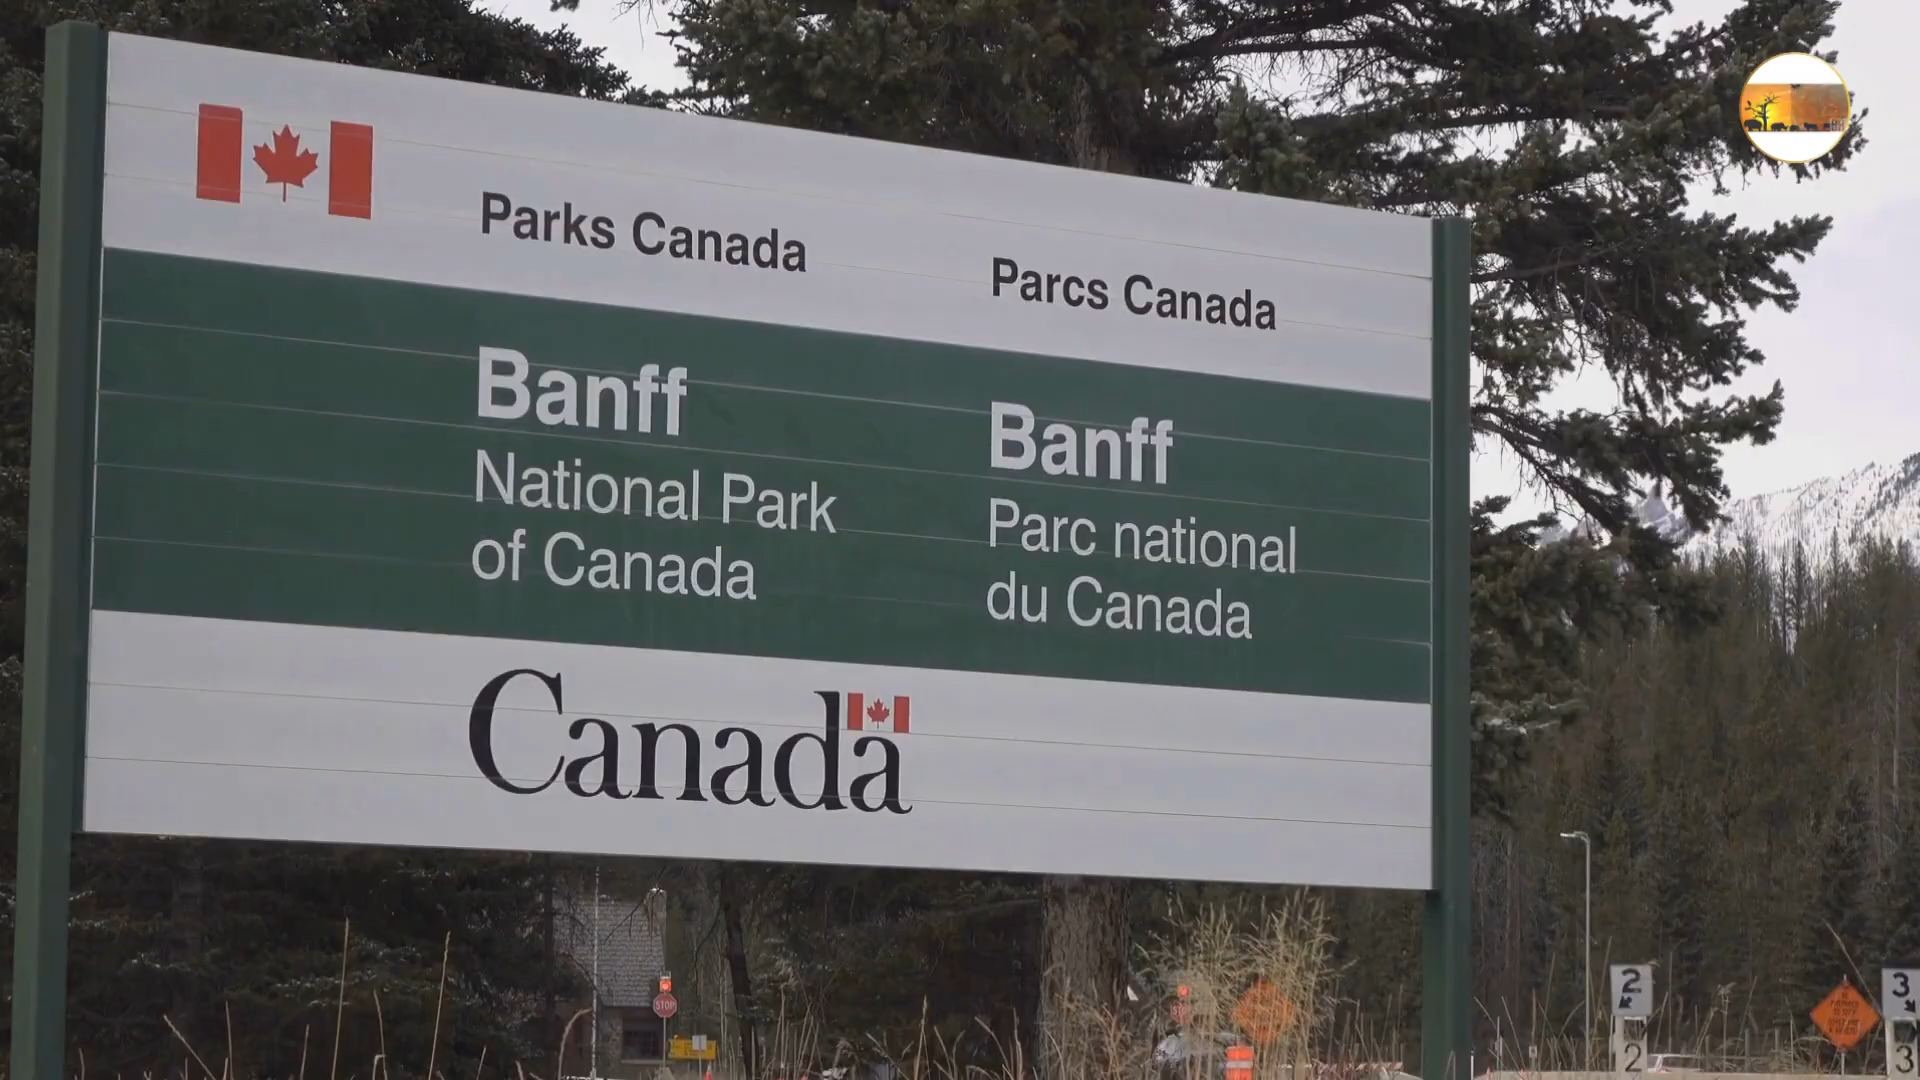 Parks Canada
Parcs Canada
Banff
National Park
of Canada
Banff
Parc national
du Canada
Canada
STOP
2
2
3
3